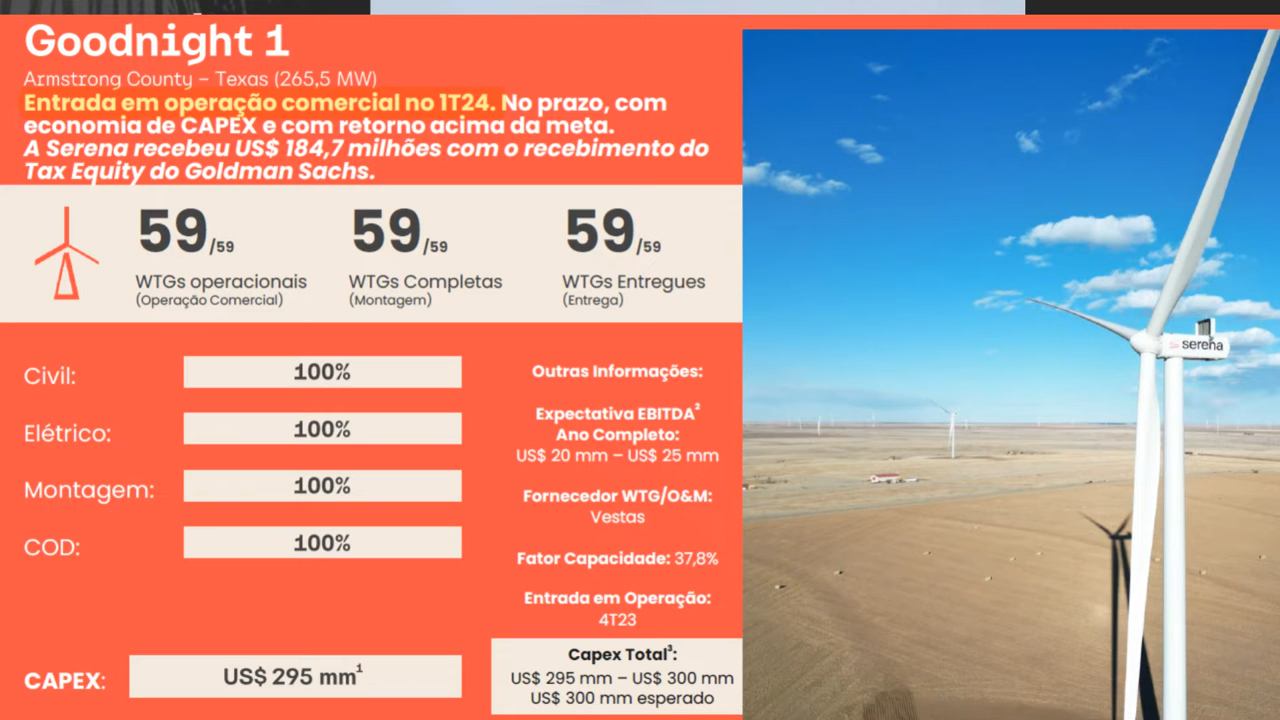 Goodnight 1
Armstrong County – Texas (265,5 MW)
Entrada em operação comercial no 1T24. No prazo, com
economia de CAPEX e com retorno acima da meta.
A Serena recebeu US$ 184,7 milhões com o recebimento do
Tax Equity do Goldman Sachs.
59/59
WTGs operacionais
(Operação Comercial)
59/59
WTGs Completas
(Montagem)
59/59
WTGs Entregues
(Entrega)
Civil: 100%
Elétrico: 100%
Montagem: 100%
COD: 100%
CAPEX: US$ 295 mm¹
Outras Informações:
Expectativa EBITDA²
Ano Completo:
US$ 20 mm – US$ 25 mm
Fornecedor WTG/O&M:
Vestas
Fator Capacidade: 37,8%
Entrada em Operação:
4T23
Capex Total³:
US$ 295 mm – US$ 300 mm
US$ 300 mm esperado
serena